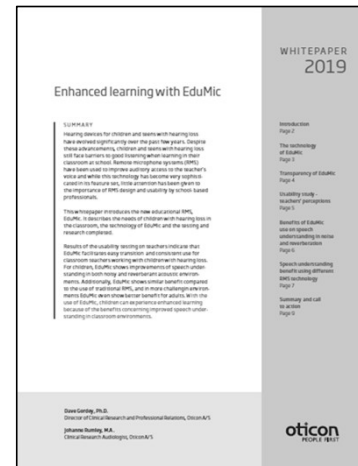 WHITEPAPER
2019
Enhanced learning with EduMic
SUMMARY
Hearing devices for children and teens with hearing loss
have evolved significantly over the past few years. Despite
these advancements, children and teens with hearing loss
still face barriers to good listening when learning in their
classroom at school. Remote microphone systems (RMS)
have been used to improve auditory access to the teacher's
voice and while this technology has become very sophisti-
cated in its feature set, little attention has been given to
the importance of RMS design and usability by school based
professionals.
This whitepaper introduces the new educational RMS,
EduMic. It describes the needs of children with hearing loss in
the classroom, the technology of EduMic and the testing and
research completed.
Results of the usability testing on teachers indicate that
EduMic facilitates easy transition and consistent use for
classroom teachers working with children with hearing loss.
For children, EduMic shows improvements of speech under-
standing in both noisy and reverberant acoustic environ-
ments. Additionally, EduMic shows similar benefit compared
to the use of traditional RMS, and in more challenging environ-
ments EduMic even show better benefit for adults. With the
use of EduMic, children can experience enhanced learning
because of the benefits concerning improved speech under-
standing in classroom environments.
Introduction
Page 2
The technology
of EduMic
Page 3
Transparency of EduMic
Page 4
Usability study -
teachers' perceptions
Page 5
Benefits of EduMic
use on speech
understanding in noise
and reverberation
Page 6
Speech understanding
benefit using different
RMS technology
Page 7
Summary and call
to action
Page 8
Dave Gordey, Ph.D.
Director of Clinical Research and Professional Relations, Oticon A/S
Johanne Rumley, M.A.
Clinical Research Audiologist, Oticon A/S
oticon
PEOPLE FIRST